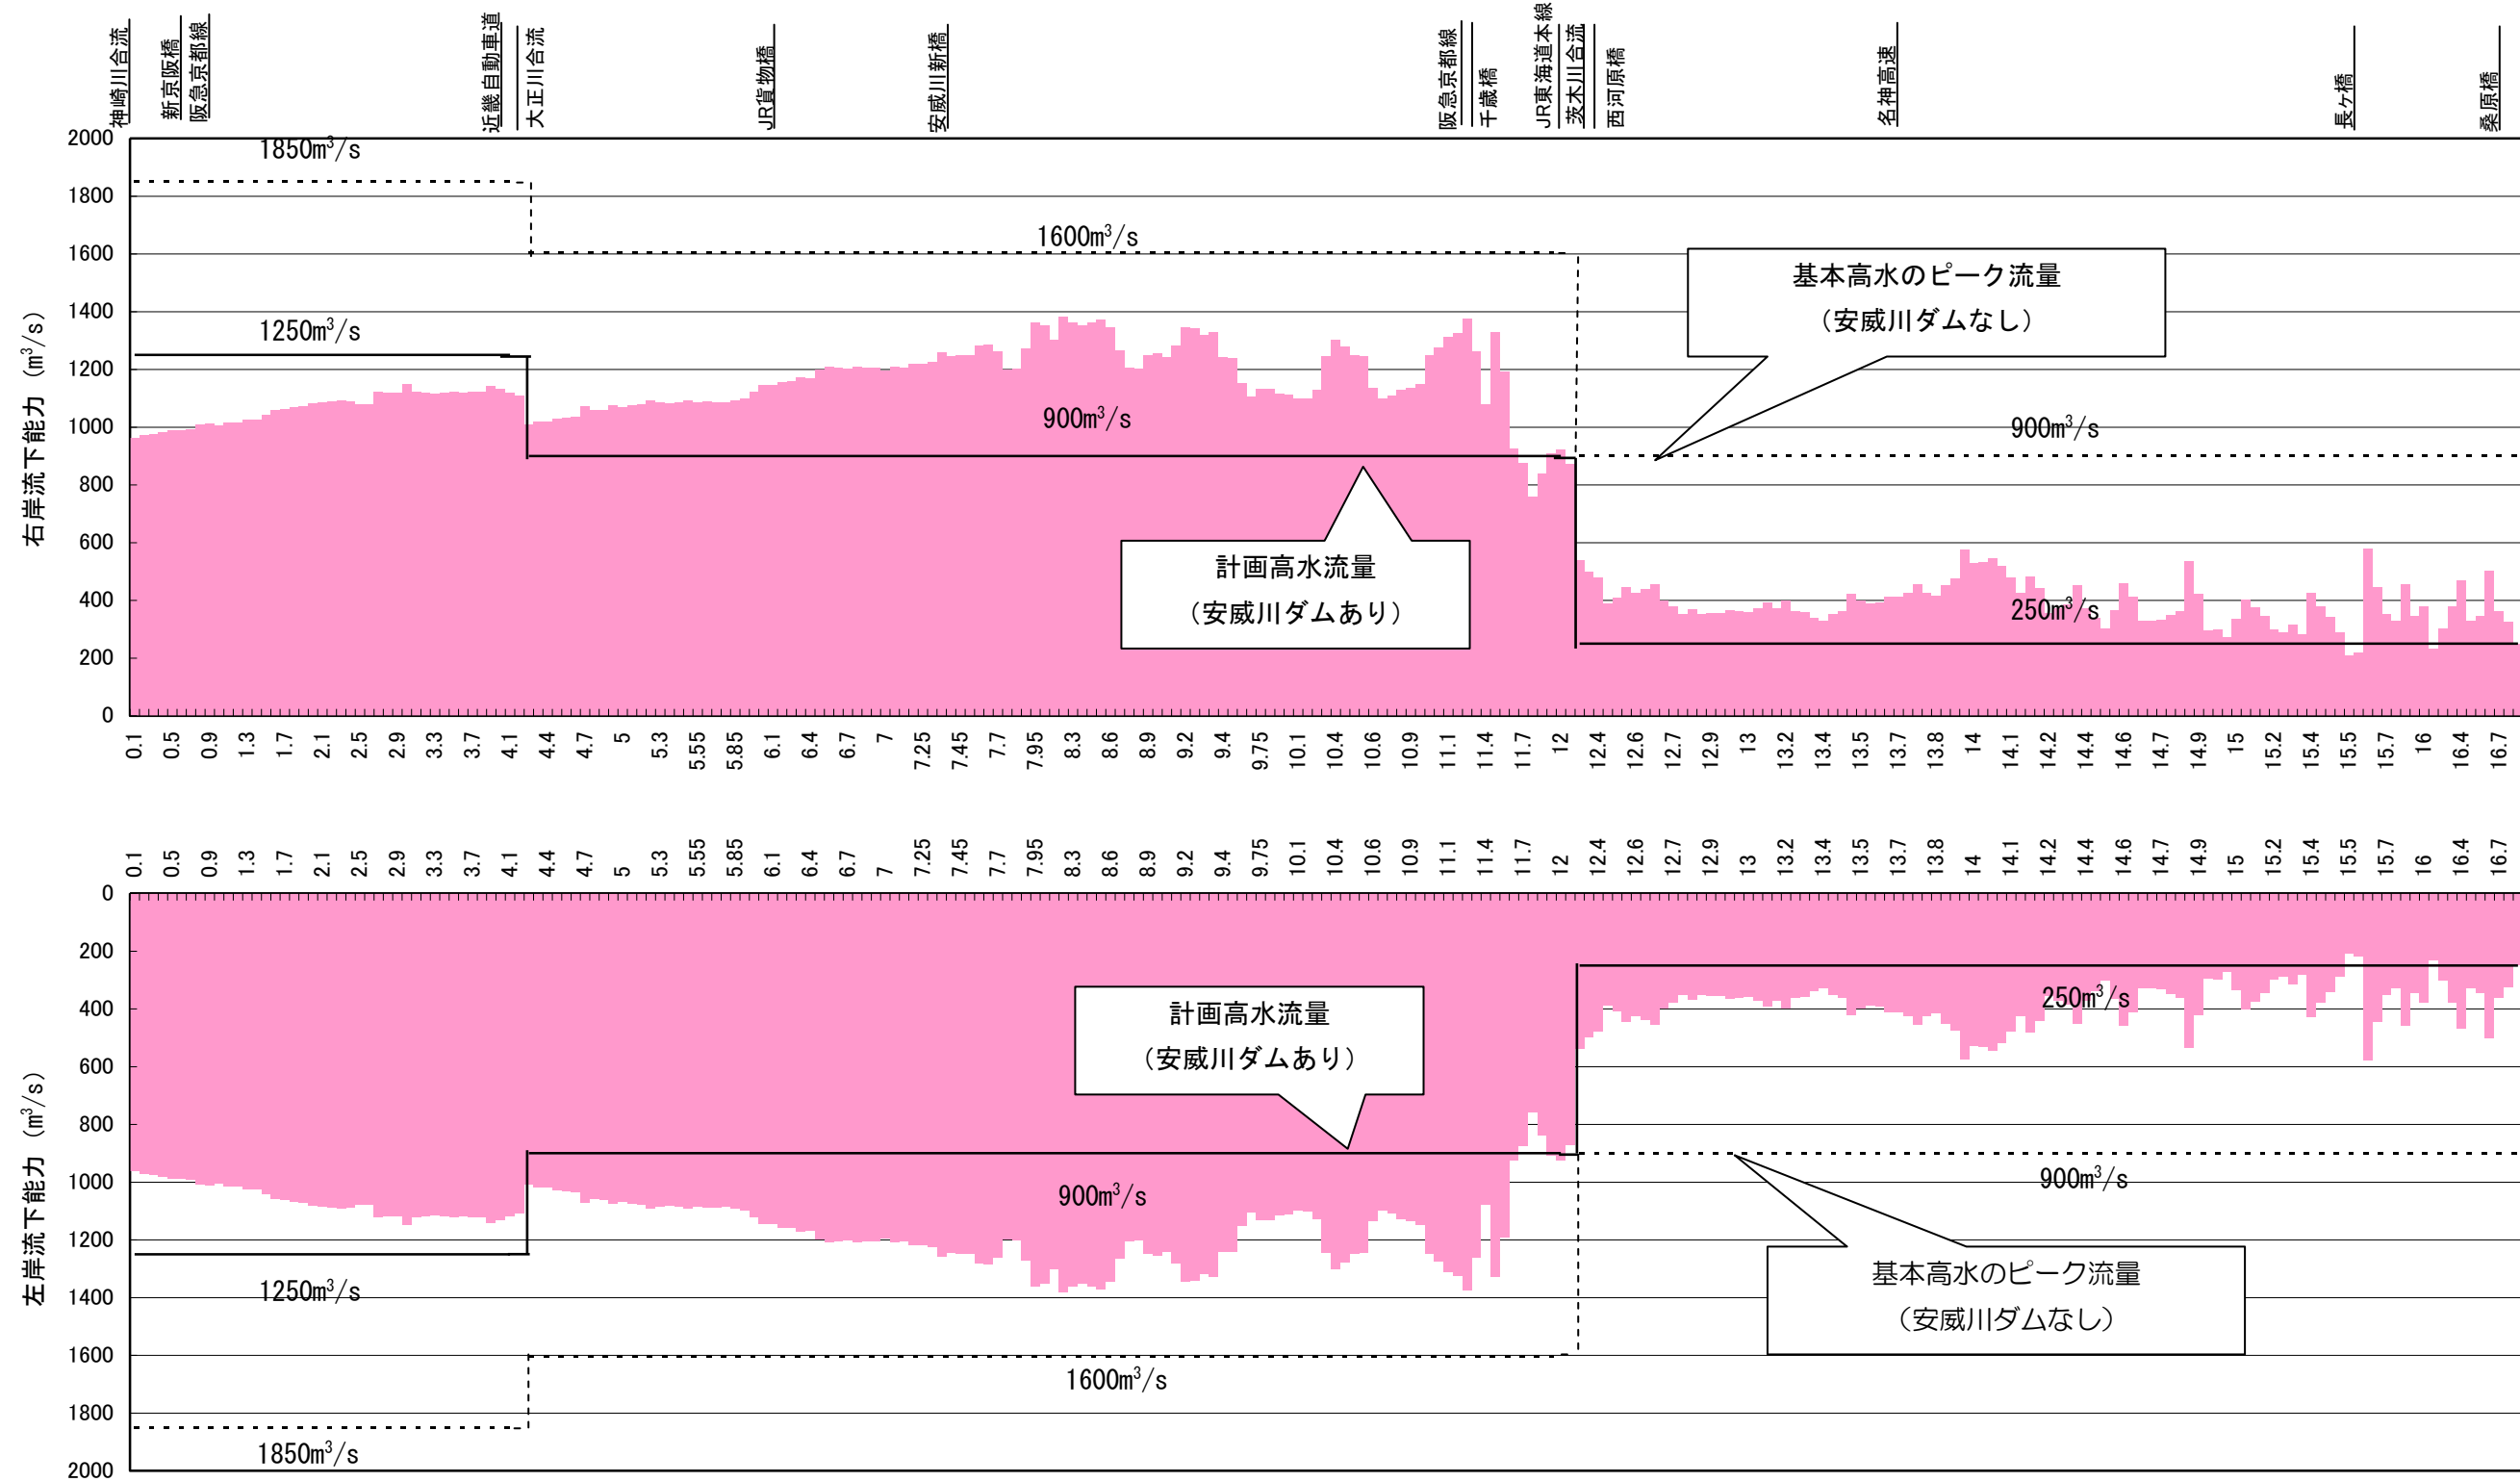 神崎川合流
新京阪橋
阪急京都線
近畿自動車道
大正川合流
JR貨物橋
安威川新橋
阪急京都線
千歳橋
JR東海道本線
茨木川合流
西河原橋
名神高速
長ヶ橋
桑原橋
右岸流下能力 (m³/s)
2000
1800
1600
1400
1200
1000
800
600
400
200
0
1850m³/s
1250m³/s
1600m³/s
900m³/s
基本高水のピーク流量
(安威川ダムなし)
900m³/s
計画高水流量
(安威川ダムあり)
250m³/s
0.1 0.5 0.9 1.3 1.7 2.1 2.5 2.9 3.3 3.7 4.1 4.4 4.7 5 5.3 5.55 5.85 6.1 6.4 6.7 7 7.25 7.45 7.7 7.95 8.3 8.6 8.9 9.2 9.4 9.75 10.1 10.4 10.6 10.9 11.1 11.4 11.7 12 12.4 12.6 12.7 12.9 13 13.2 13.4 13.5 13.7 13.8 14 14.1 14.2 14.4 14.6 14.7 14.9 15 15.2 15.4 15.5 15.7 16 16.4 16.7
0.1 0.5 0.9 1.3 1.7 2.1 2.5 2.9 3.3 3.7 4.1 4.4 4.7 5 5.3 5.55 5.85 6.1 6.4 6.7 7 7.25 7.45 7.7 7.95 8.3 8.6 8.9 9.2 9.4 9.75 10.1 10.4 10.6 10.9 11.1 11.4 11.7 12 12.4 12.6 12.7 12.9 13 13.2 13.4 13.5 13.7 13.8 14 14.1 14.2 14.4 14.6 14.7 14.9 15 15.2 15.4 15.5 15.7 16 16.4 16.7
左岸流下能力 (m³/s)
0
200
400
600
800
1000
1200
1400
1600
1800
2000
計画高水流量
(安威川ダムあり)
250m³/s
900m³/s
900m³/s
1250m³/s
基本高水のピーク流量
(安威川ダムなし)
1600m³/s
1850m³/s